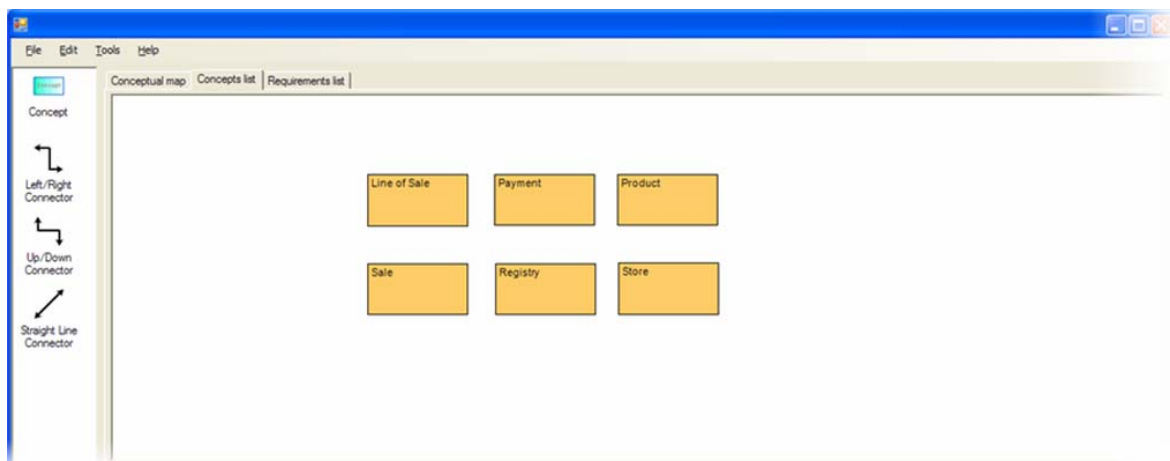 File Edit Tools Help
Conceptual map Concepts list Requirements list
Concept
Left/Right
Connector
Up/Down
Connector
Straight Line
Connector
Line of Sale Payment Product
Sale Registry Store